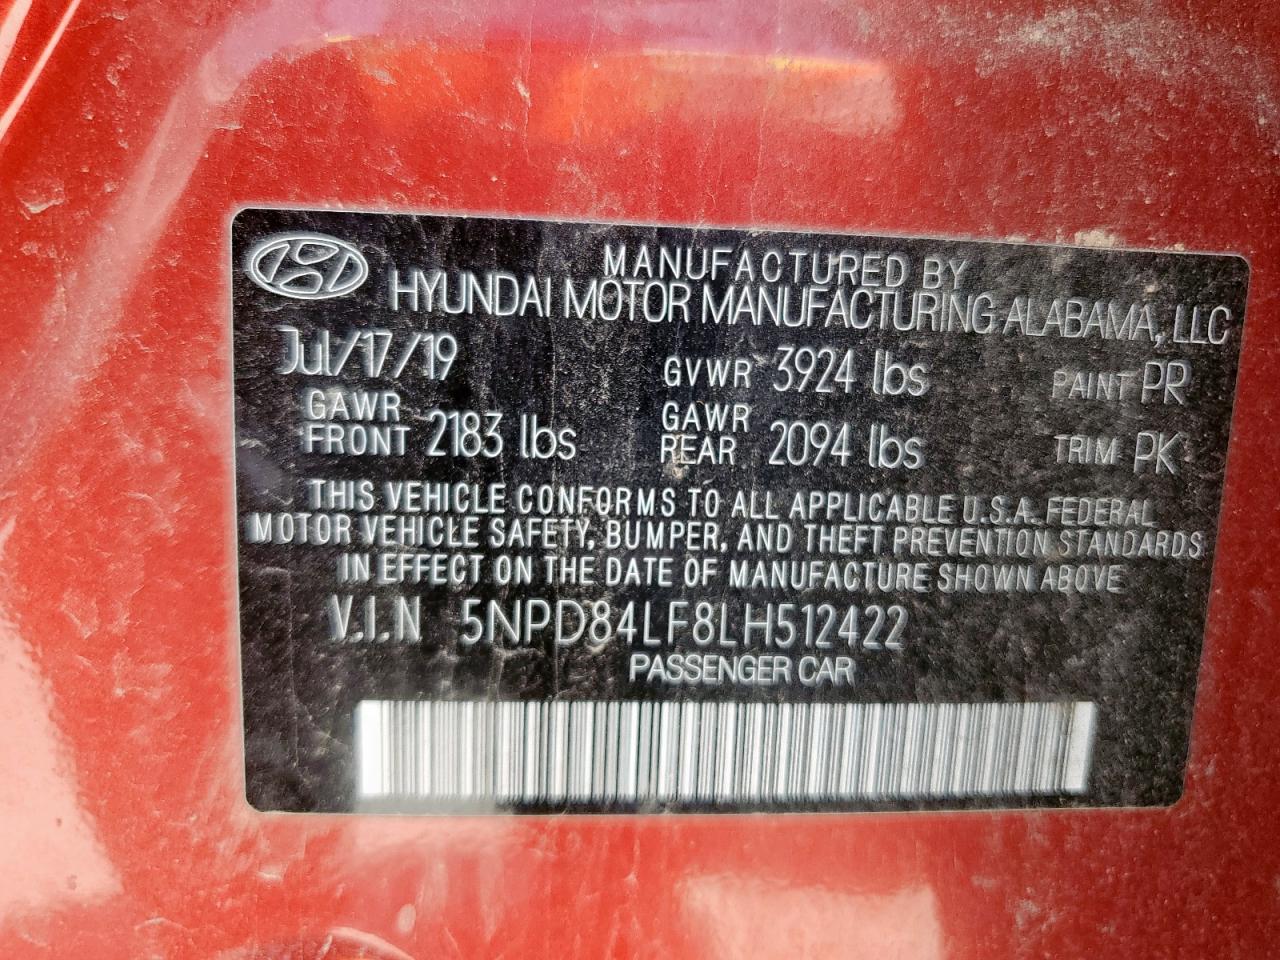 MANUFACTURED BY
HYUNDAI MOTOR MANUFACTURING ALABAMA, LLC
Jul/17/19 GVWR 3924 lbs PAINT PR
GAWR FRONT 2183 lbs GAWR REAR 2094 lbs TRIM PK
THIS VEHICLE CONFORMS TO ALL APPLICABLE U.S.A. FEDERAL
MOTOR VEHICLE SAFETY, BUMPER, AND THEFT PREVENTION STANDARDS
IN EFFECT ON THE DATE OF MANUFACTURE SHOWN ABOVE
V.I.N 5NPD84LF8LH512422
PASSENGER CAR